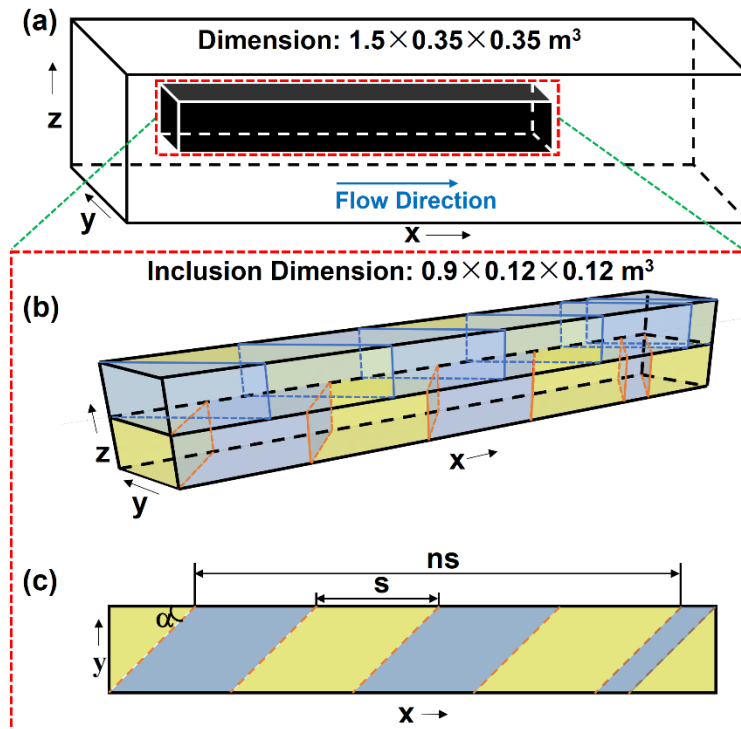 (a)
Dimension: 1.5×0.35×0.35 m³
z
y
Flow Direction
x
Inclusion Dimension: 0.9×0.12×0.12 m³
(b)
z
x
y
(c)
ns
s
α
y
x